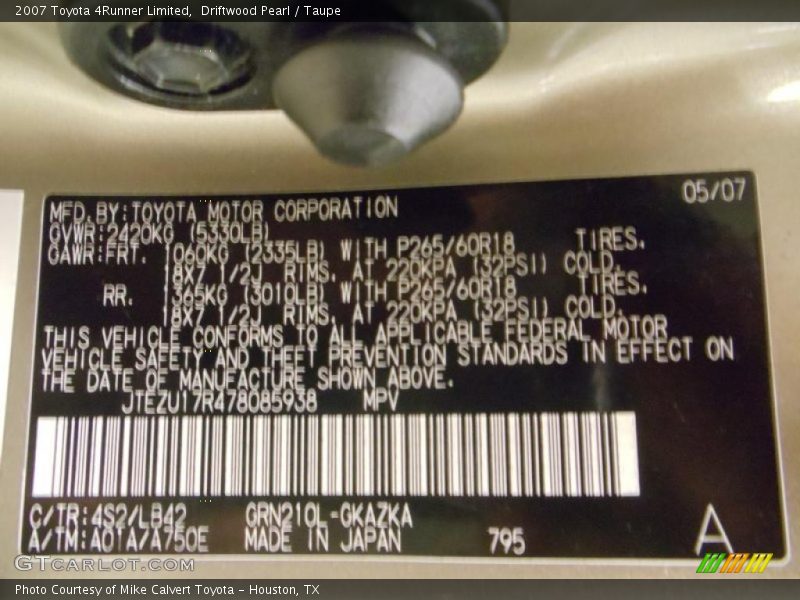 2007 Toyota 4Runner Limited, Driftwood Pearl / Taupe
05/07
MFD.BY:TOYOTA MOTOR CORPORATION
GVWR:2420KG (5330LB)
GAWR:FRT. 1060KG (2335LB) WITH P265/60R18 TIRES.
18X7 1/2J RIMS. AT 220KPA (32PSI) COLD.
RR. 1365KG (3010LB) WITH P265/60R18 TIRES.
18X7 1/2J RIMS. AT 220KPA (32PSI) COLD.
THIS VEHICLE CONFORMS TO ALL APPLICABLE FEDERAL MOTOR
VEHICLE SAFETY AND THEFT PREVENTION STANDARDS IN EFFECT ON
THE DATE OF MANUFACTURE SHOWN ABOVE.
JTEZU17R478085938 MPV
C/TR:4S2/LB42 GRN210L-GKAZKA
A/TM:A01A/A750E MADE IN JAPAN 795 A
GTCARLOT.COM
Photo Courtesy of Mike Calvert Toyota – Houston, TX